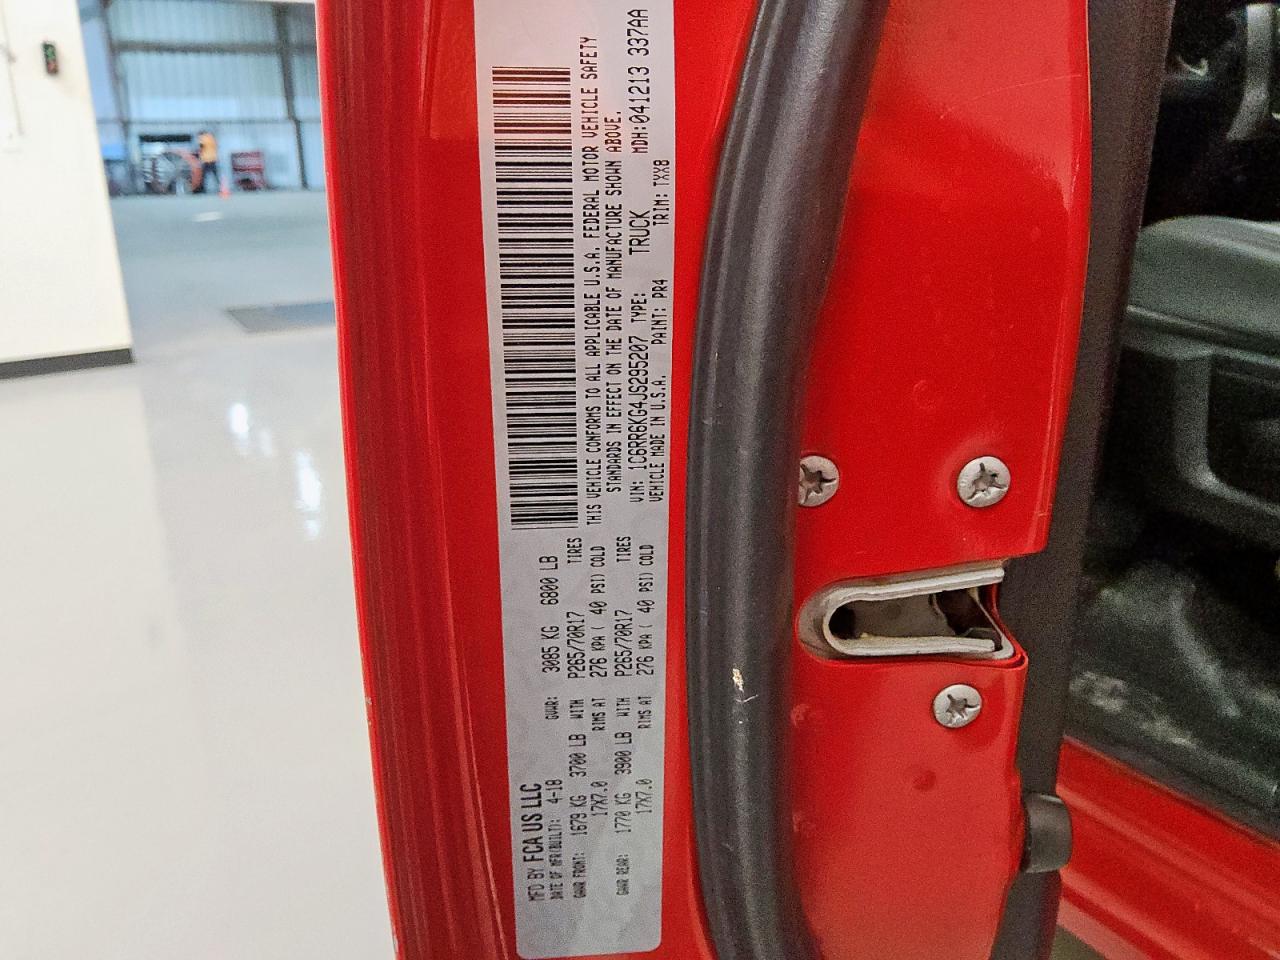 MFD BY FCA US LLC
DATE OF MFR(BUILT): 4-18 GVWR: 3085 KG 6800 LB
GAWR FRONT: 1679 KG 3700 LB WITH P265/70R17 TIRES
17X7.0 RIMS AT 276 KPA ( 40 PSI) COLD
GAWR REAR: 1770 KG 3900 LB WITH P265/70R17 TIRES
17X7.0 RIMS AT 276 KPA ( 40 PSI) COLD
THIS VEHICLE CONFORMS TO ALL APPLICABLE U.S.A. FEDERAL MOTOR VEHICLE SAFETY
STANDARDS IN EFFECT ON THE DATE OF MANUFACTURE SHOWN ABOVE.
VIN: 1C6RR6KG4JS295207 TYPE: TRUCK MDH:041213 337AA
VEHICLE MADE IN U.S.A. PAINT: PR4 TRIM: TXX8